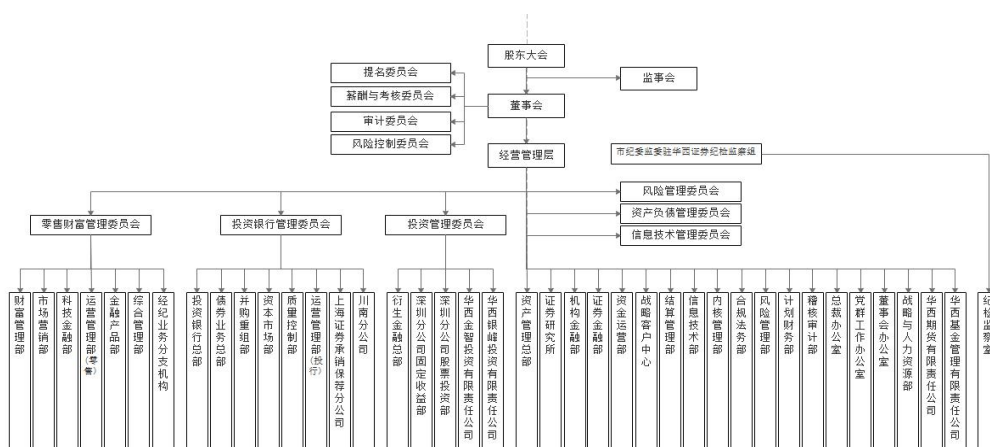 股东大会
提名委员会
监事会
薪酬与考核委员会
董事会
审计委员会
风险控制委员会
经营管理层
市纪委监委驻华西证券纪检监察组
风险管理委员会
零售财富管理委员会
投资银行管理委员会
投资管理委员会
资产负债管理委员会
信息技术管理委员会
财富管理部
市场营销部
科技金融部
运营管理部(零售)
金融产品部
综合管理部
经纪业务分支机构
投资银行总部
债券业务总部
并购重组部
资本市场部
质量控制部
运营管理部(投行)
上海证券承销保荐分公司
川南分公司
衍生金融总部
深圳分公司固定收益部
深圳分公司股票投资部
华西金智投资有限责任公司
华西银峰投资有限责任公司
资产管理总部
证券研究所
机构金融部
证券金融部
资金运营部
战略客户中心
结算管理部
信息技术部
内核管理部
合规法务部
风险管理部
计划财务部
稽核审计部
总裁办公室
党群工作办公室
董事会办公室
战略与人力资源部
华西期货有限责任公司
华西基金管理有限责任公司
纪检监察室